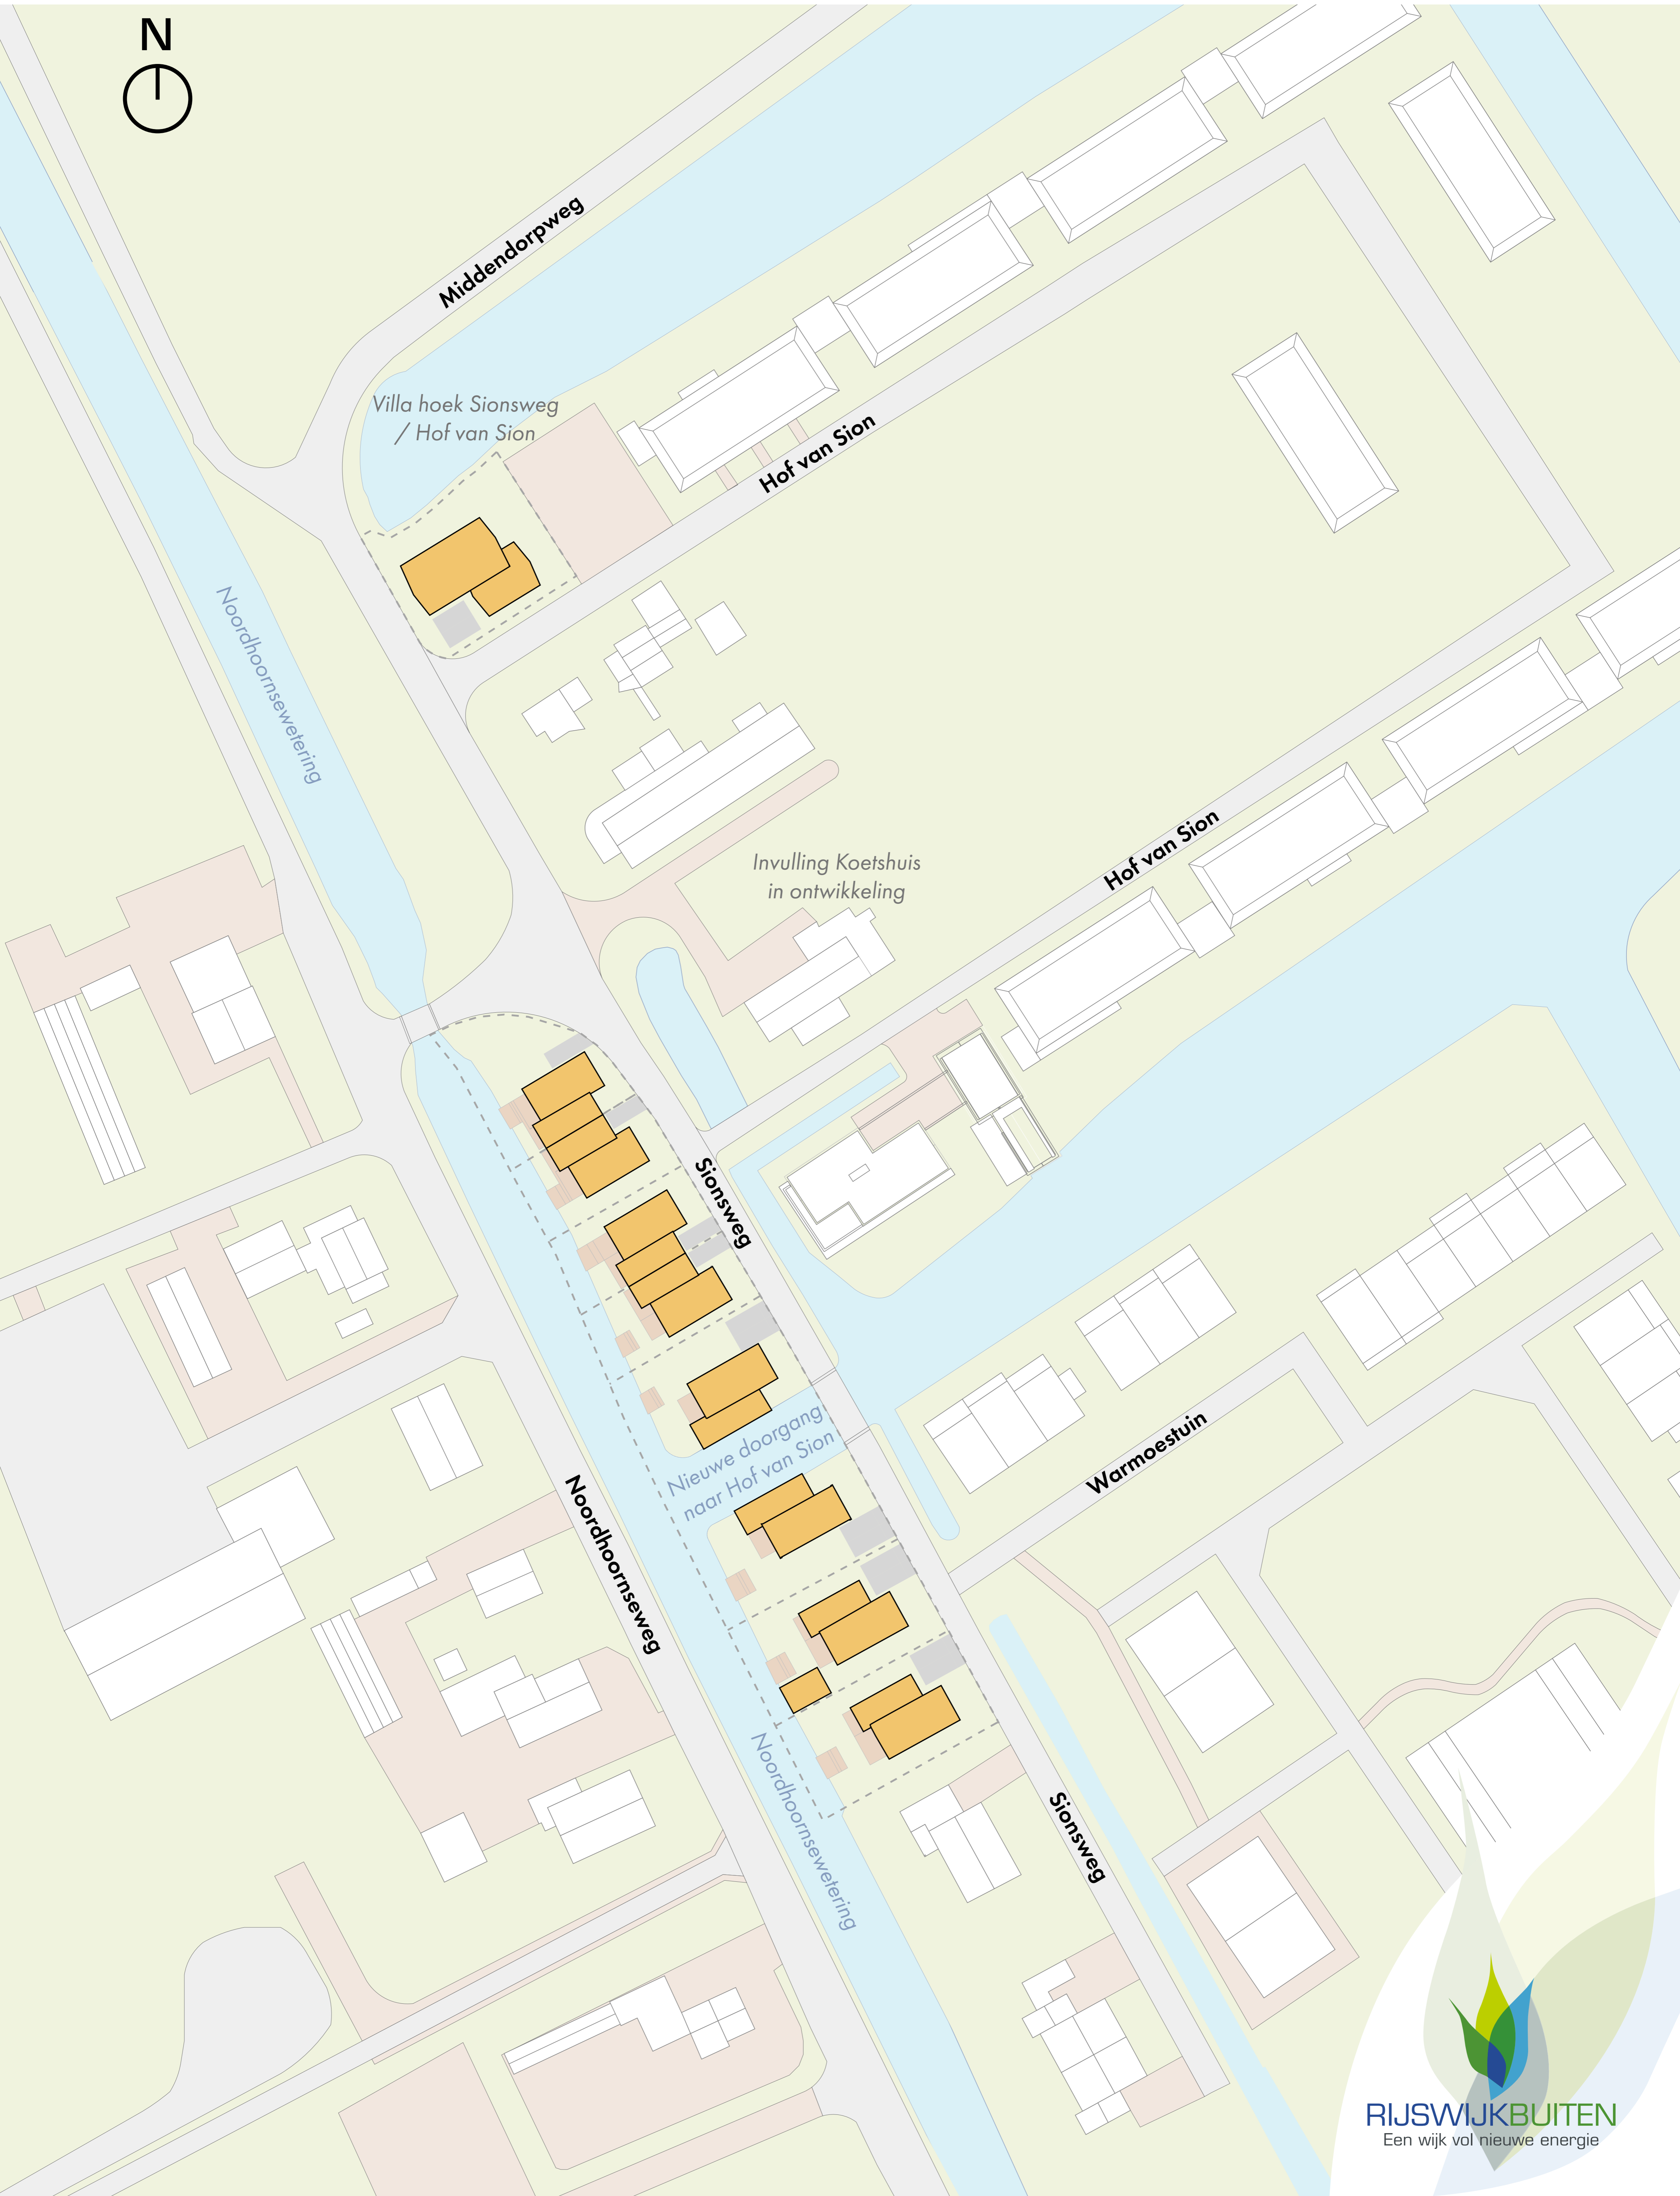 N
Middendorpweg
Villa hoek Sionsweg
/ Hof van Sion
Hof van Sion
Noordhoornsewetering
Invulling Koetshuis
in ontwikkeling
Hof van Sion
Sionsweg
Nieuwe doorgang
naar Hof van Sion
Warmoestuin
Noordhoornseweg
Noordhoornsewetering
Sionsweg
RIJSWIJKBUITEN
Een wijk vol nieuwe energie